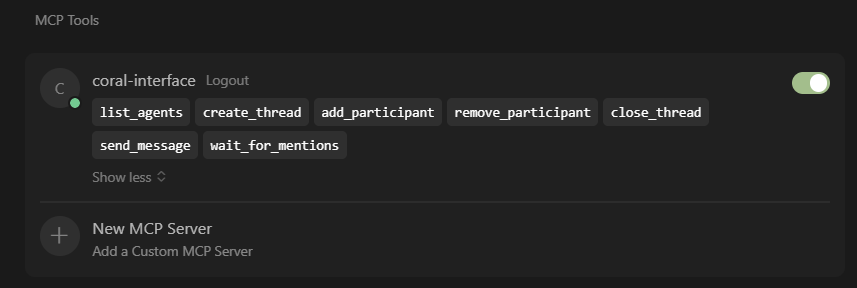 MCP Tools
C
coral-interface Logout
list_agents create_thread add_participant remove_participant close_thread
send_message wait_for_mentions
Show less
New MCP Server
Add a Custom MCP Server